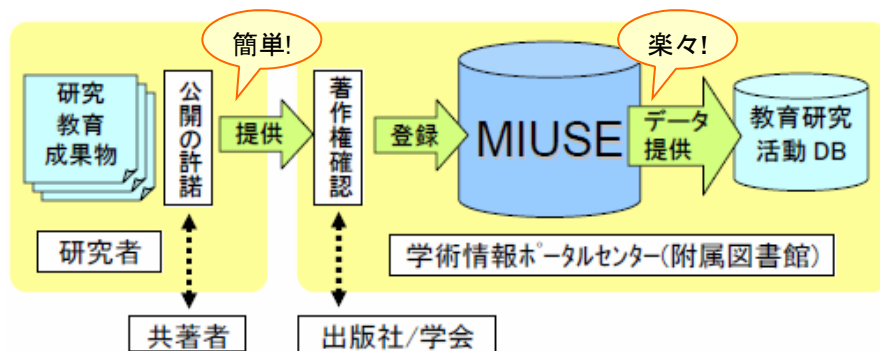 簡単!
楽々!
研究
教育
成果物
公開の許諾
提供
著作権確認
登録
MIUSE
データ
提供
教育研究
活動 DB
研究者
学術情報ﾎﾟｰﾀﾙｾﾝﾀｰ(附属図書館)
共著者
出版社/学会